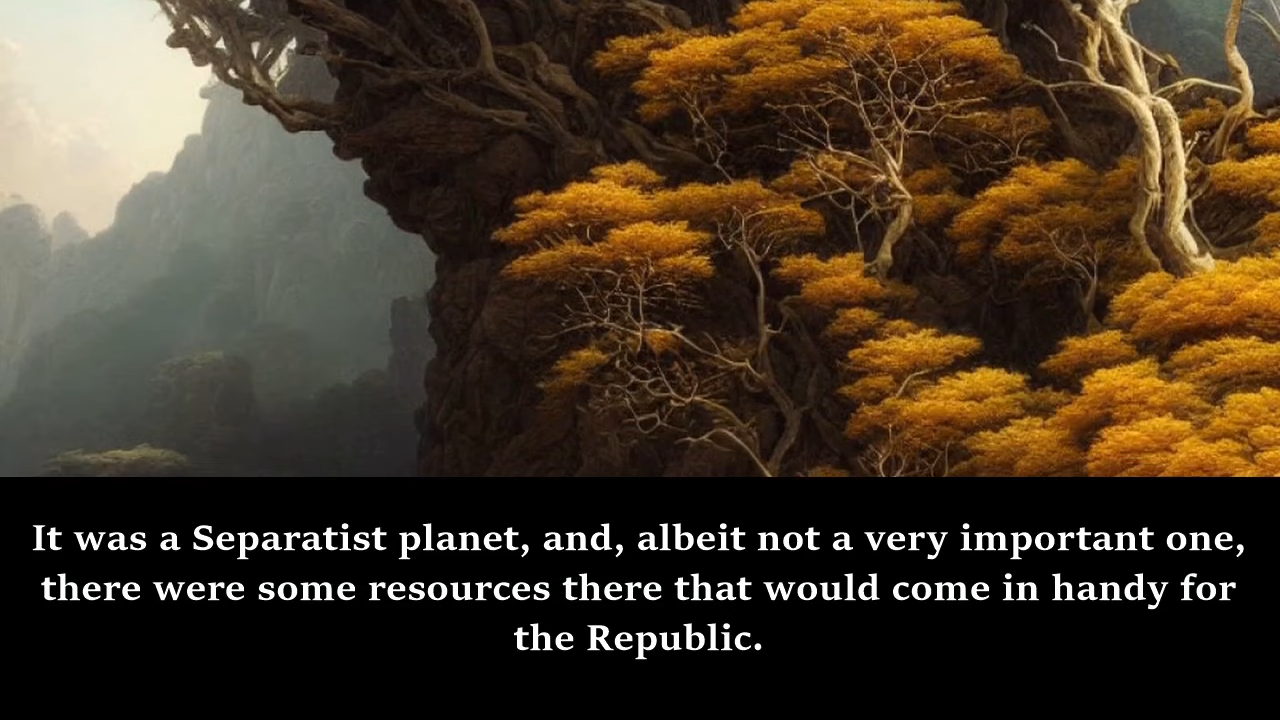 It was a Separatist planet, and, albeit not a very important one,
there were some resources there that would come in handy for
the Republic.